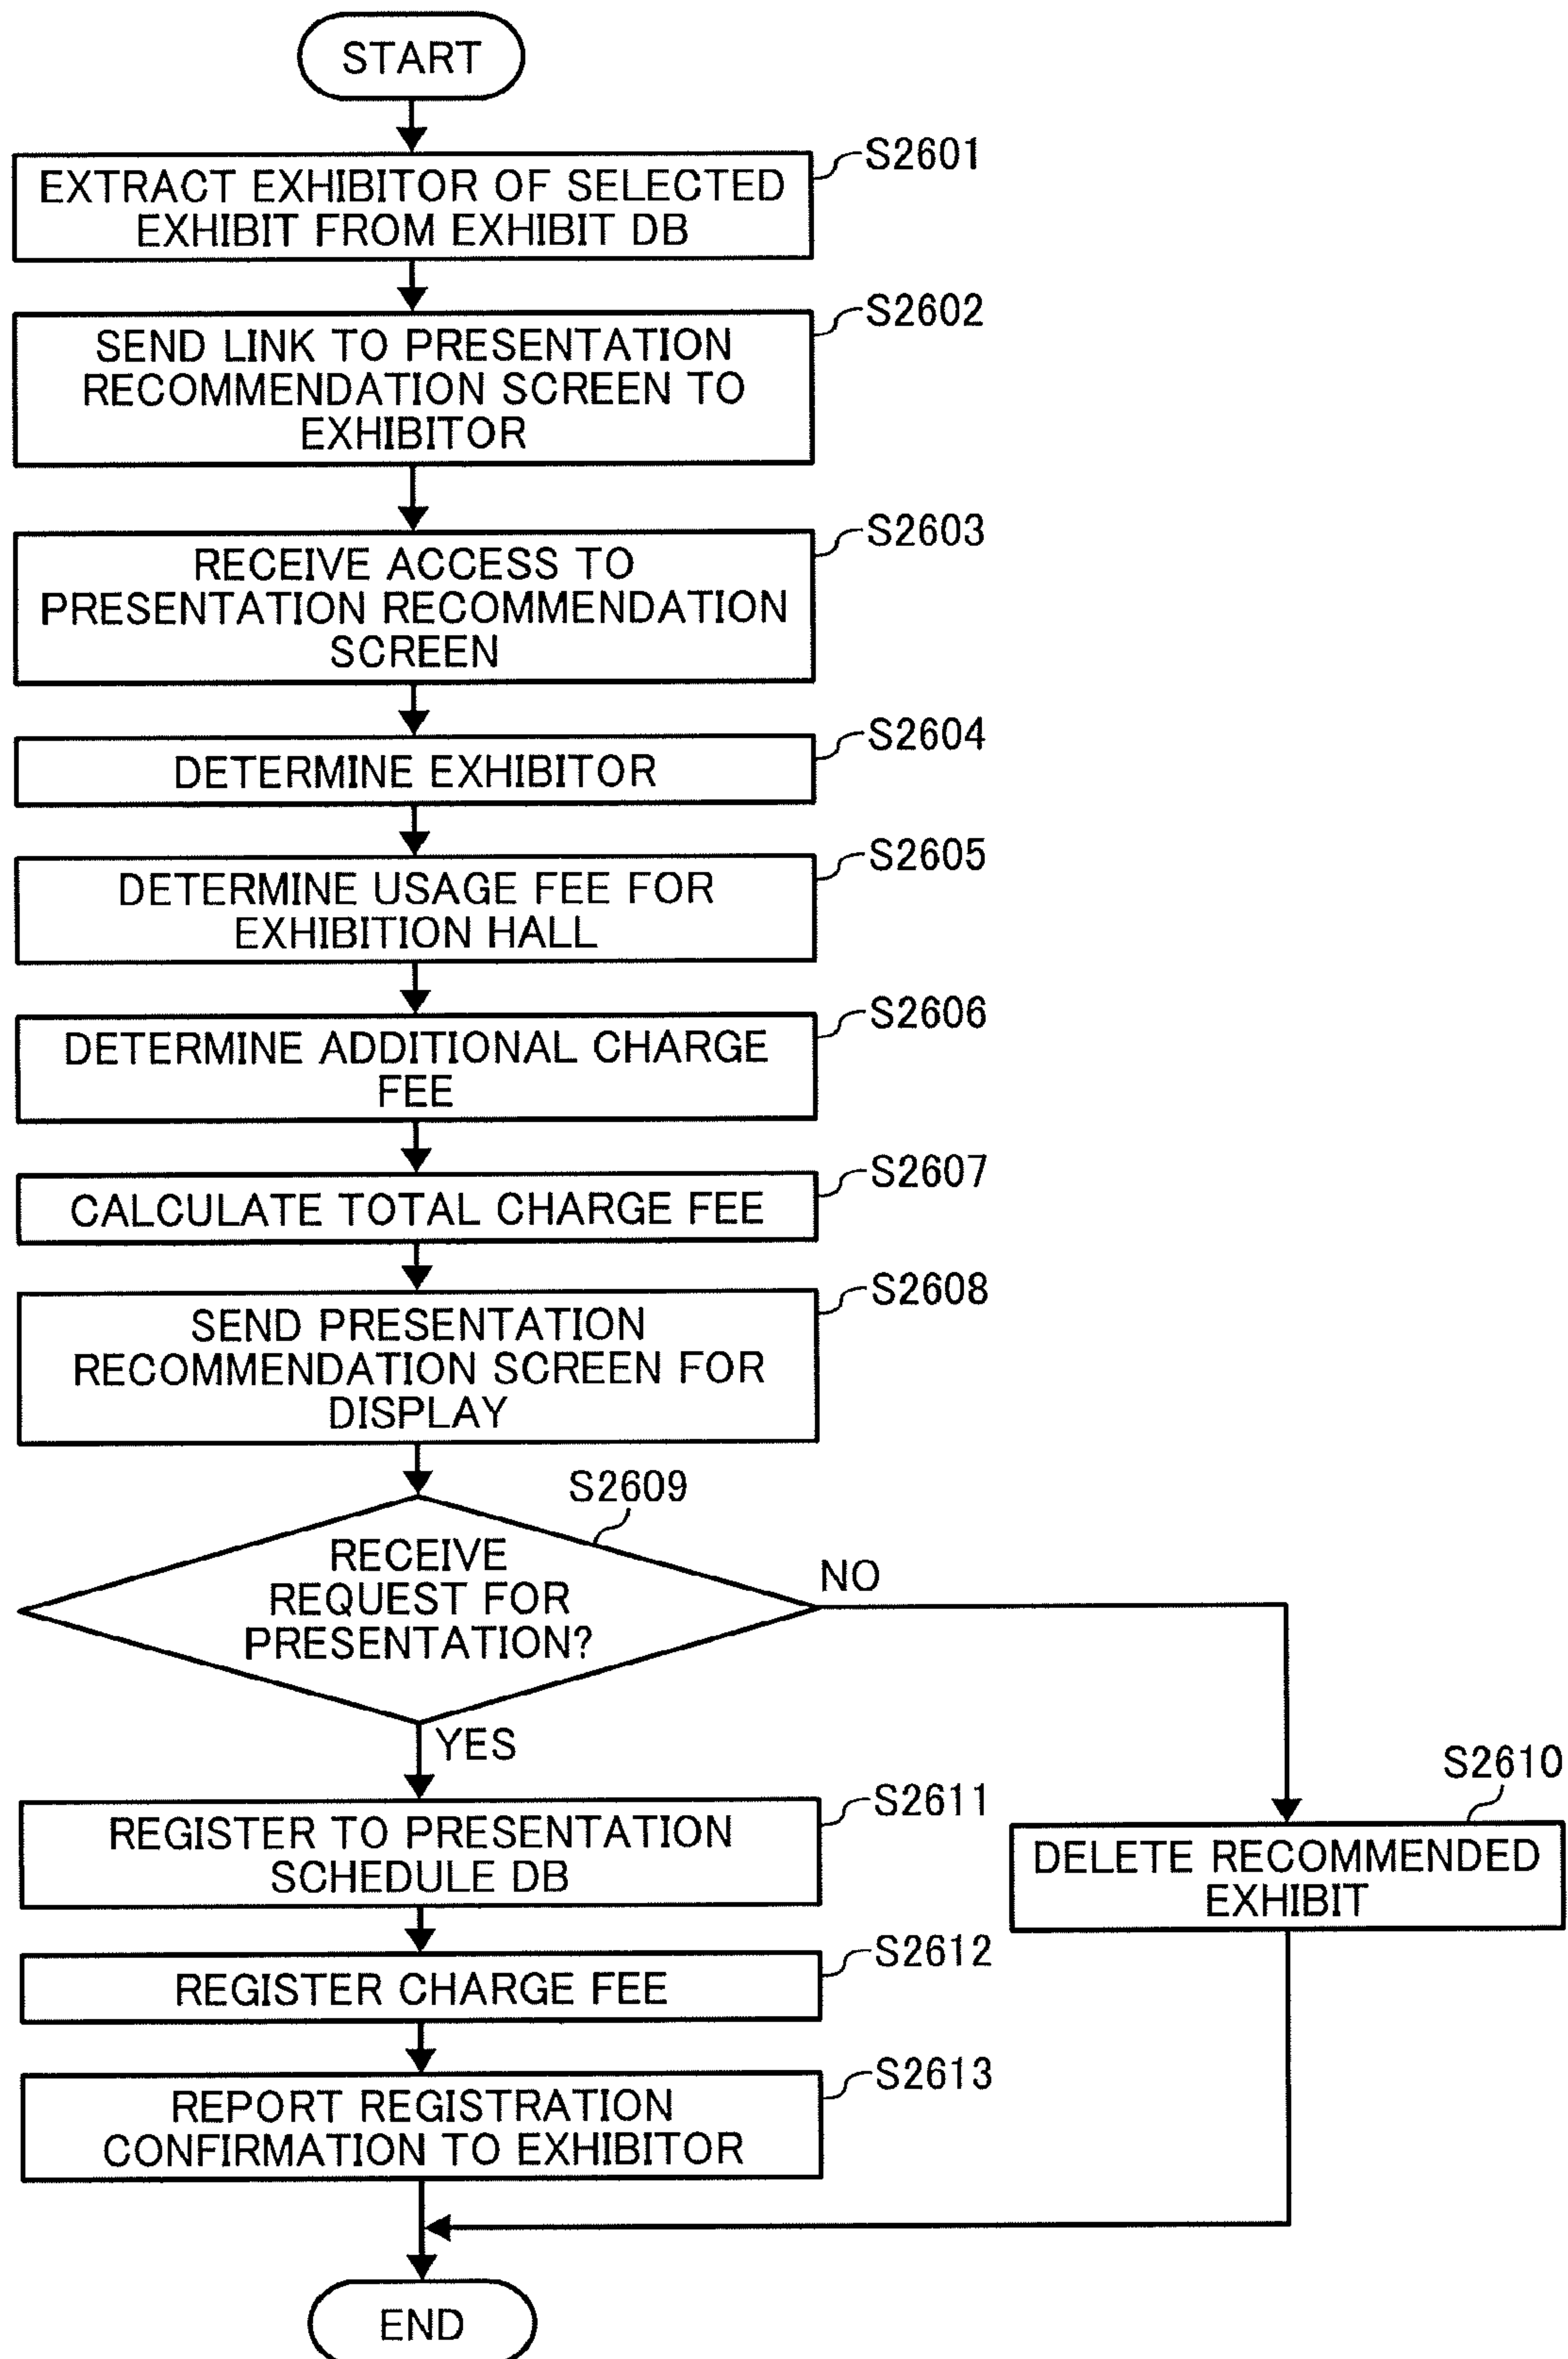 START
S2601
EXTRACT EXHIBITOR OF SELECTED
EXHIBIT FROM EXHIBIT DB
S2602
SEND LINK TO PRESENTATION
RECOMMENDATION SCREEN TO
EXHIBITOR
S2603
RECEIVE ACCESS TO
PRESENTATION RECOMMENDATION
SCREEN
S2604
DETERMINE EXHIBITOR
S2605
DETERMINE USAGE FEE FOR
EXHIBITION HALL
S2606
DETERMINE ADDITIONAL CHARGE
FEE
S2607
CALCULATE TOTAL CHARGE FEE
S2608
SEND PRESENTATION
RECOMMENDATION SCREEN FOR
DISPLAY
S2609
RECEIVE
REQUEST FOR
PRESENTATION?
NO
YES
S2610
DELETE RECOMMENDED
EXHIBIT
S2611
REGISTER TO PRESENTATION
SCHEDULE DB
S2612
REGISTER CHARGE FEE
S2613
REPORT REGISTRATION
CONFIRMATION TO EXHIBITOR
END